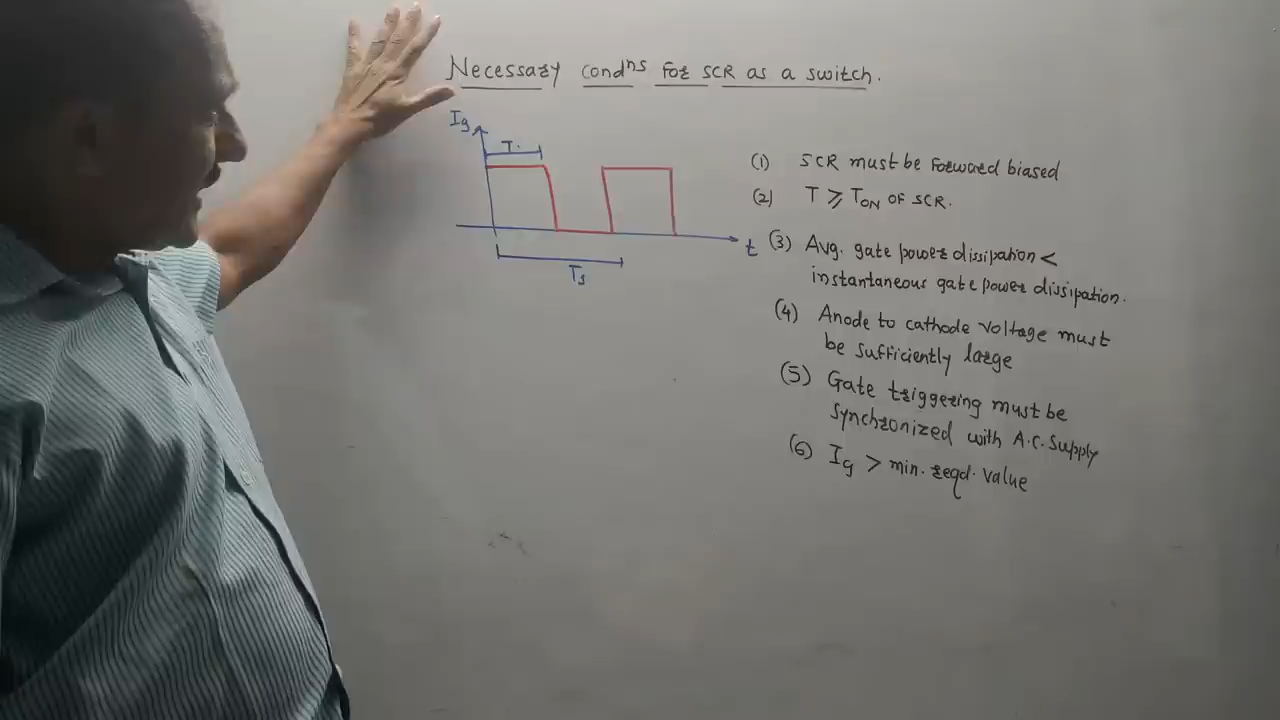 Necessary condns for SCR as a switch.
Ig
T
t
Ts
(1) SCR must be forward biased
(2) T ⩾ TON OF SCR.
(3) Avg. gate power dissipation <
instantaneous gate power dissipation.
(4) Anode to cathode voltage must
be sufficiently large
(5) Gate triggering must be
synchronized with A.C. Supply
(6) Ig > min. reqd. value